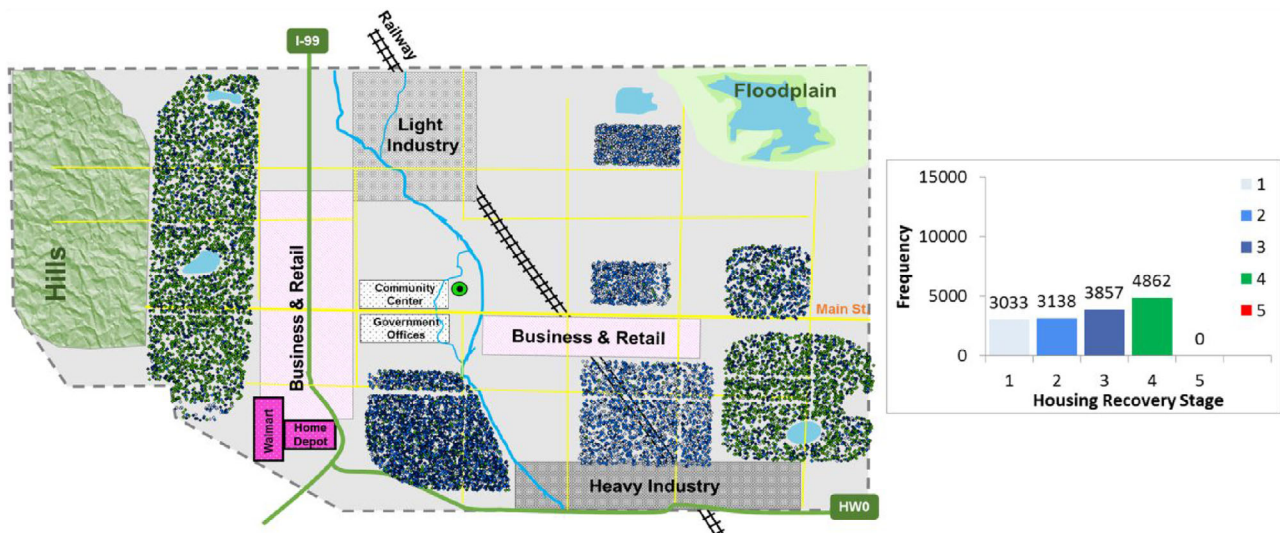 Railway
I-99
Floodplain
Light
Industry
Hills
Business & Retail
Community
Center
Government
Offices
Main St.
Business & Retail
Walmart
Home
Depot
Heavy Industry
HW0
15000
10000
5000
0
Frequency
3033
3138
3857
4862
0
1
2
3
4
5
Housing Recovery Stage
1
2
3
4
5